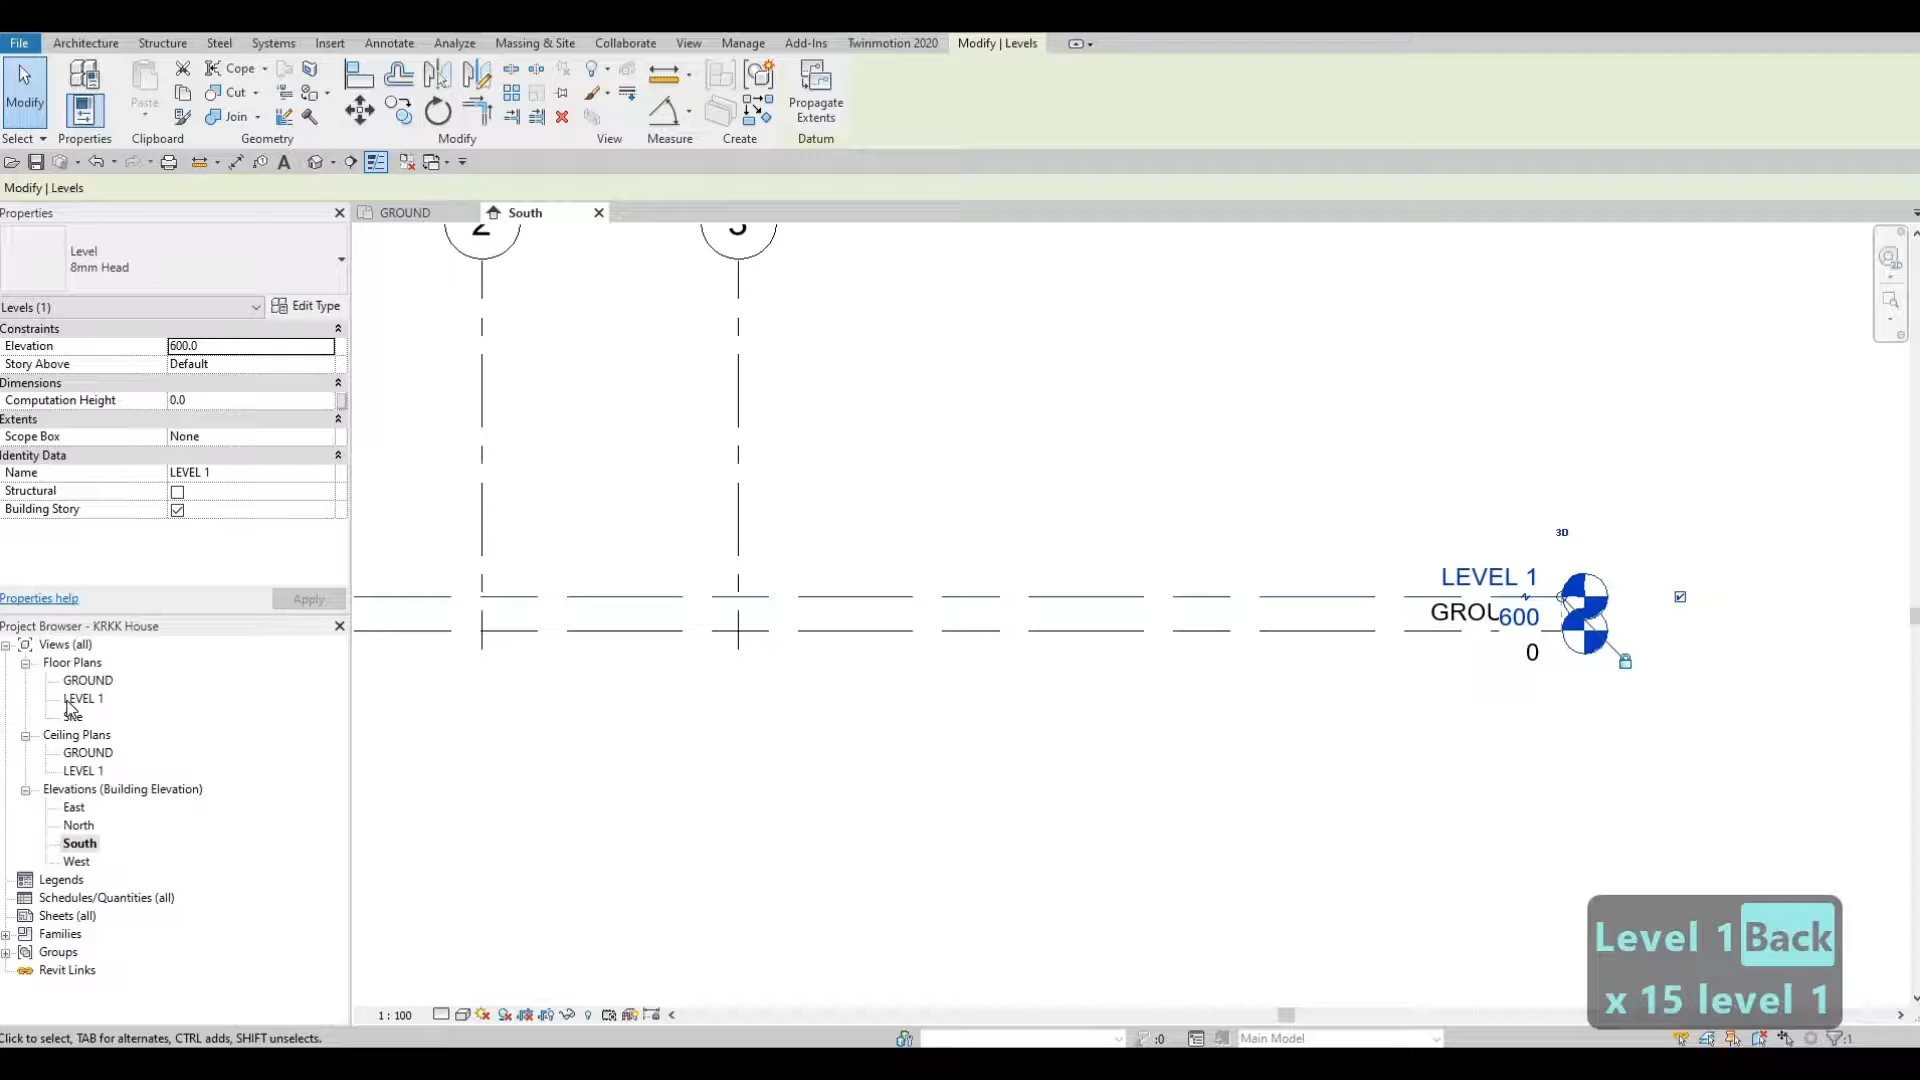 File Architecture Structure Steel Systems Insert Annotate Analyze Massing & Site Collaborate View Manage Add-Ins Twinmotion 2020 Modify | Levels
Modify
Paste
Cope
Cut
Join
Propagate
Extents
Select Properties Clipboard Geometry Modify View Measure Create Datum
Modify | Levels
Properties
GROUND
South
Level
8mm Head
Levels (1)
Edit Type
Constraints
Elevation 600.0
Story Above Default
Dimensions
Computation Height 0.0
Extents
Scope Box None
Identity Data
Name LEVEL 1
Structural
Building Story
Properties help
Apply
Project Browser - KRKK House
Views (all)
Floor Plans
GROUND
LEVEL 1
Site
Ceiling Plans
GROUND
LEVEL 1
Elevations (Building Elevation)
East
North
South
West
Legends
Schedules/Quantities (all)
Sheets (all)
Families
Groups
Revit Links
2
3
3D
LEVEL 1
GROU
600
0
2D
Level 1 Back
x 15 level 1
1 : 100
Click to select, TAB for alternates, CTRL adds, SHIFT unselects.
:0
Main Model
:1